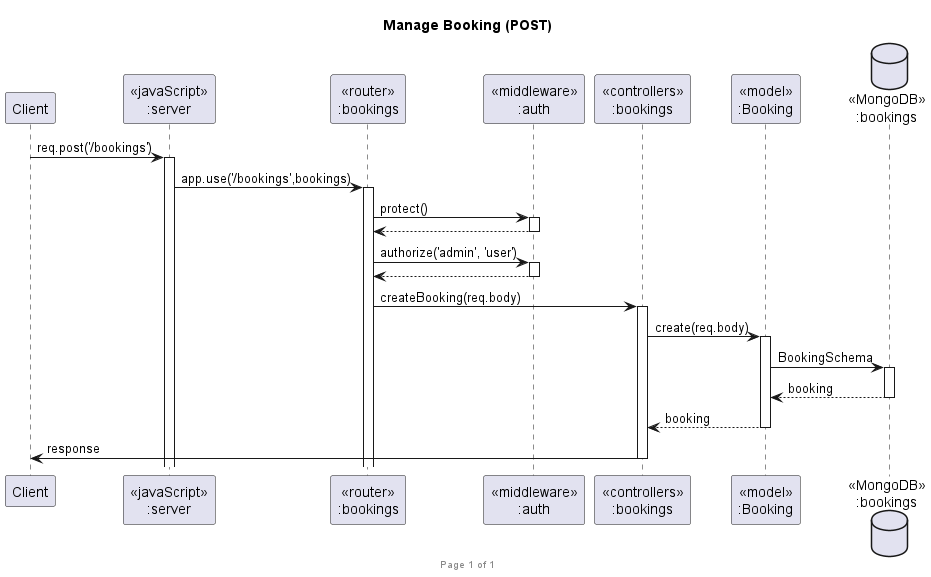 Manage Booking (POST)
Client
«javaScript»
:server
«router»
:bookings
«middleware»
:auth
«controllers»
:bookings
«model»
:Booking
«MongoDB»
:bookings
req.post('/bookings')
app.use('/bookings',bookings)
protect()
authorize('admin', 'user')
createBooking(req.body)
create(req.body)
BookingSchema
booking
booking
response
Client
«javaScript»
:server
«router»
:bookings
«middleware»
:auth
«controllers»
:bookings
«model»
:Booking
«MongoDB»
:bookings
Page 1 of 1